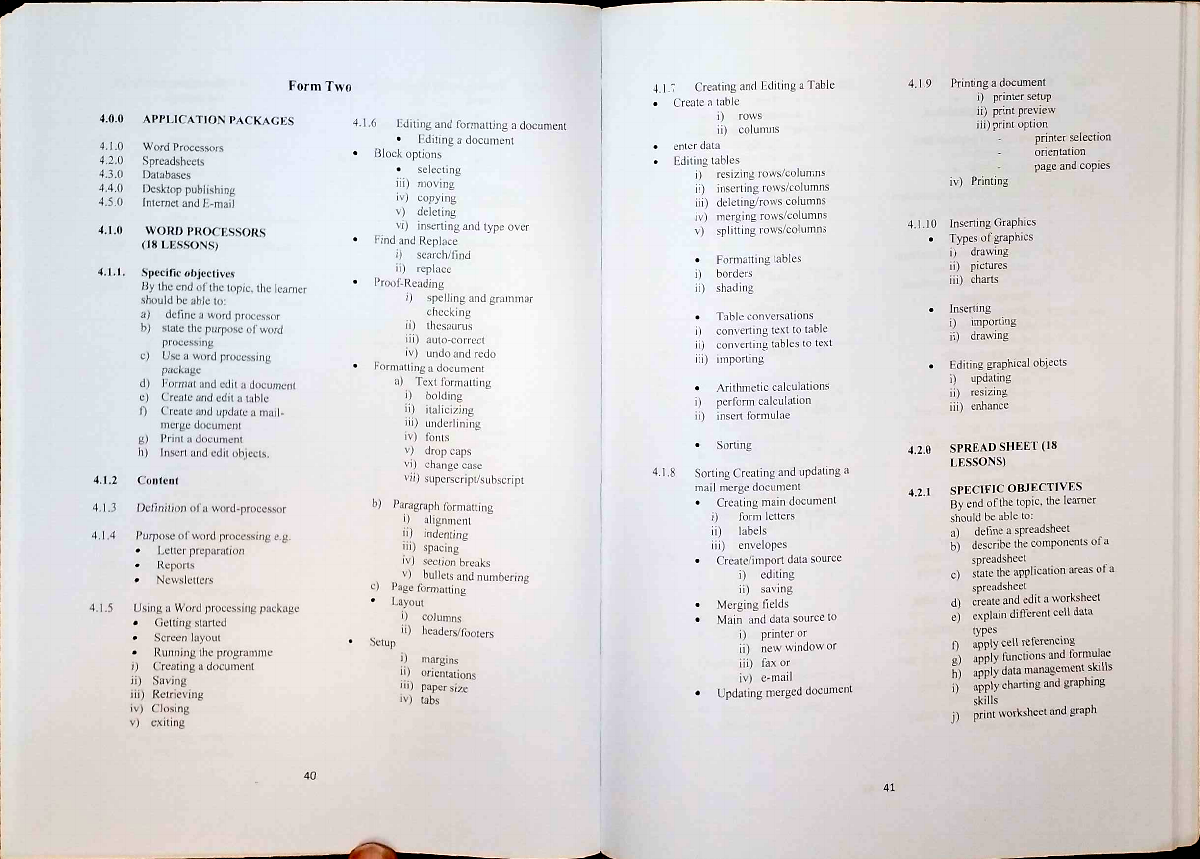 Form Two
4.0.0 APPLICATION PACKAGES
4.1.0 Word Processors
4.2.0 Spreadsheets
4.3.0 Databases
4.4.0 Desktop publishing
4.5.0 Internet and E-mail
4.1.0 WORD PROCESSORS
(18 LESSONS)
4.1.1. Specific objectives
By the end of the topic, the learner
should be able to:
a) define a word processor
b) state the purpose of word
processing
c) Use a word processing
package
d) Format and edit a document
e) Create and edit a table
f) Create and update a mail-
merge document
g) Print a document
h) Insert and edit objects.
4.1.2 Content
4.1.3 Definition of a word-processor
4.1.4 Purpose of word processing e.g.
• Letter preparation
• Reports
• Newsletters
4.1.5 Using a Word processing package
• Getting started
• Screen layout
• Running the programme
i) Creating a document
ii) Saving
iii) Retrieving
iv) Closing
v) exiting
4.1.6 Editing and formatting a document
• Editing a document
• Block options
• selecting
iii) moving
iv) copying
v) deleting
vi) inserting and type over
• Find and Replace
i) search/find
ii) replace
• Proof-Reading
i) spelling and grammar
checking
ii) thesaurus
iii) auto-correct
iv) undo and redo
• Formatting a document
a) Text formatting
i) bolding
ii) italicizing
iii) underlining
iv) fonts
v) drop caps
vi) change case
vii) superscript/subscript
b) Paragraph formatting
i) alignment
ii) indenting
iii) spacing
iv) section breaks
v) bullets and numbering
c) Page formatting
• Layout
i) columns
ii) headers/footers
• Setup
i) margins
ii) orientations
iii) paper size
iv) tabs
40
4.1.7 Creating and Editing a Table
• Create a table
i) rows
ii) columns
• enter data
• Editing tables
i) resizing rows/columns
ii) inserting rows/columns
iii) deleting/rows columns
iv) merging rows/columns
v) splitting rows/columns
• Formatting tables
i) borders
ii) shading
• Table conversations
i) converting text to table
ii) converting tables to text
iii) importing
• Arithmetic calculations
i) perform calculation
ii) insert formulae
• Sorting
4.1.8 Sorting Creating and updating a
mail merge document
• Creating main document
i) form letters
ii) labels
iii) envelopes
• Create/import data source
i) editing
ii) saving
• Merging fields
• Main and data source to
i) printer or
ii) new window or
iii) fax or
iv) e-mail
• Updating merged document
4.1.9 Printing a document
i) printer setup
ii) print preview
iii) print option
- printer selection
- orientation
- page and copies
iv) Printing
4.1.10 Inserting Graphics
• Types of graphics
i) drawing
ii) pictures
iii) charts
• Inserting
i) importing
ii) drawing
• Editing graphical objects
i) updating
ii) resizing
iii) enhance
4.2.0 SPREAD SHEET (18
LESSONS)
4.2.1 SPECIFIC OBJECTIVES
By end of the topic, the learner
should be able to:
a) define a spreadsheet
b) describe the components of a
spreadsheet
c) state the application areas of a
spreadsheet
d) create and edit a worksheet
e) explain different cell data
types
f) apply cell referencing
g) apply functions and formulae
h) apply data management skills
i) apply charting and graphing
skills
j) print worksheet and graph
41